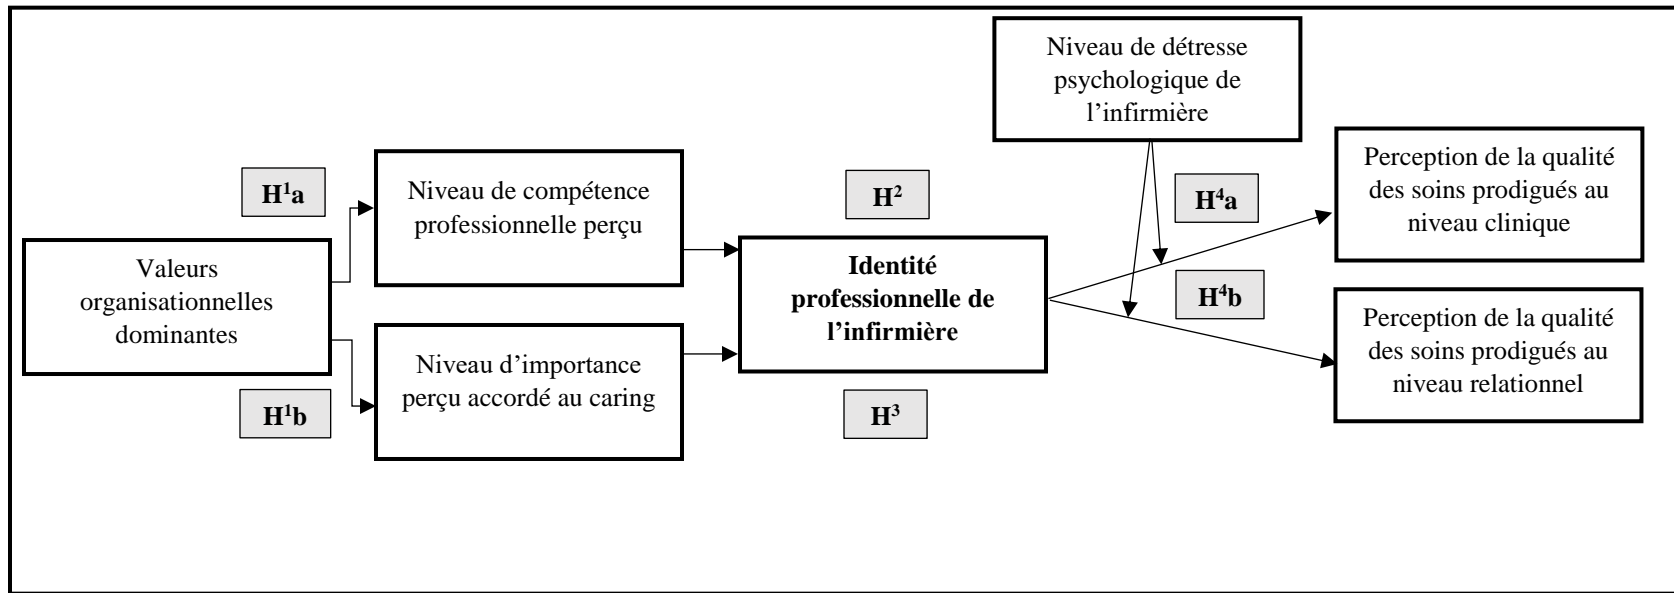 Niveau de détresse
psychologique de
l’infirmière
H¹a
Niveau de compétence
professionnelle perçu
H²
H⁴a
Perception de la qualité
des soins prodigués au
niveau clinique
Valeurs
organisationnelles
dominantes
Identité
professionnelle de
l’infirmière
H⁴b
H¹b
Niveau d’importance
perçu accordé au caring
H³
Perception de la qualité
des soins prodigués au
niveau relationnel